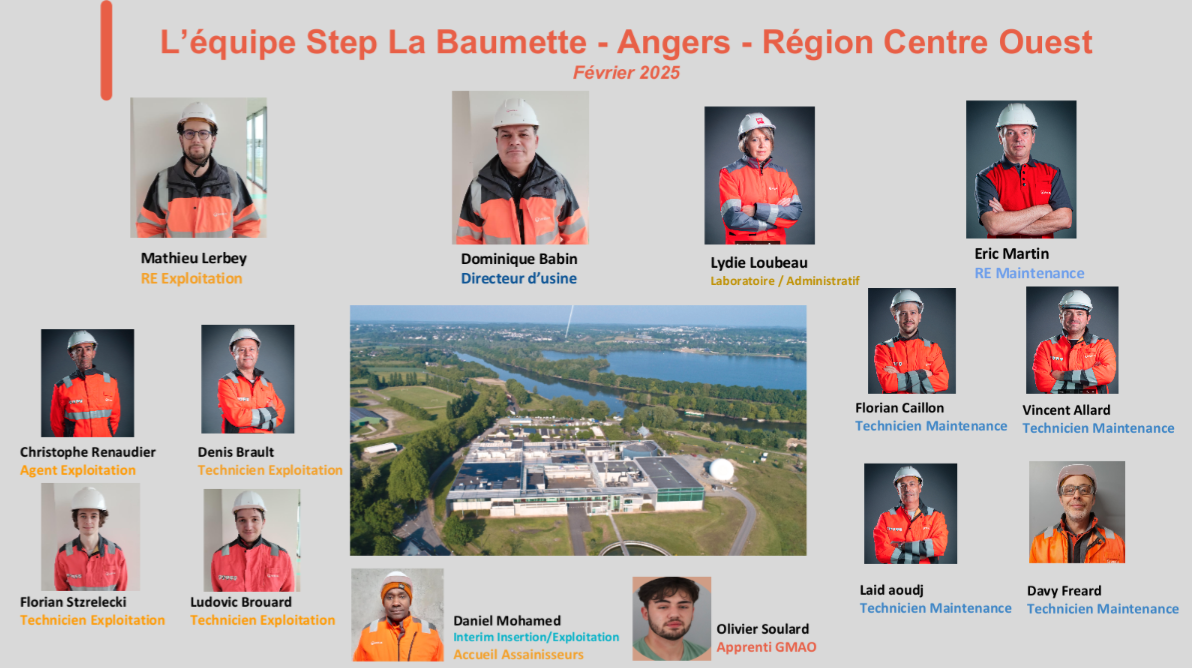 L'équipe Step La Baumette - Angers - Région Centre Ouest
Février 2025
Mathieu Lerbey
RE Exploitation
Dominique Babin
Directeur d'usine
Lydie Loubeau
Laboratoire / Administratif
Eric Martin
RE Maintenance
Christophe Renaudier
Agent Exploitation
Denis Brault
Technicien Exploitation
Florian Caillon
Technicien Maintenance
Vincent Allard
Technicien Maintenance
Florian Stzrelecki
Technicien Exploitation
Ludovic Brouard
Technicien Exploitation
Daniel Mohamed
Interim Insertion/Exploitation
Accueil Assainisseurs
Olivier Soulard
Apprenti GMAO
Laid aoudj
Technicien Maintenance
Davy Freard
Technicien Maintenance